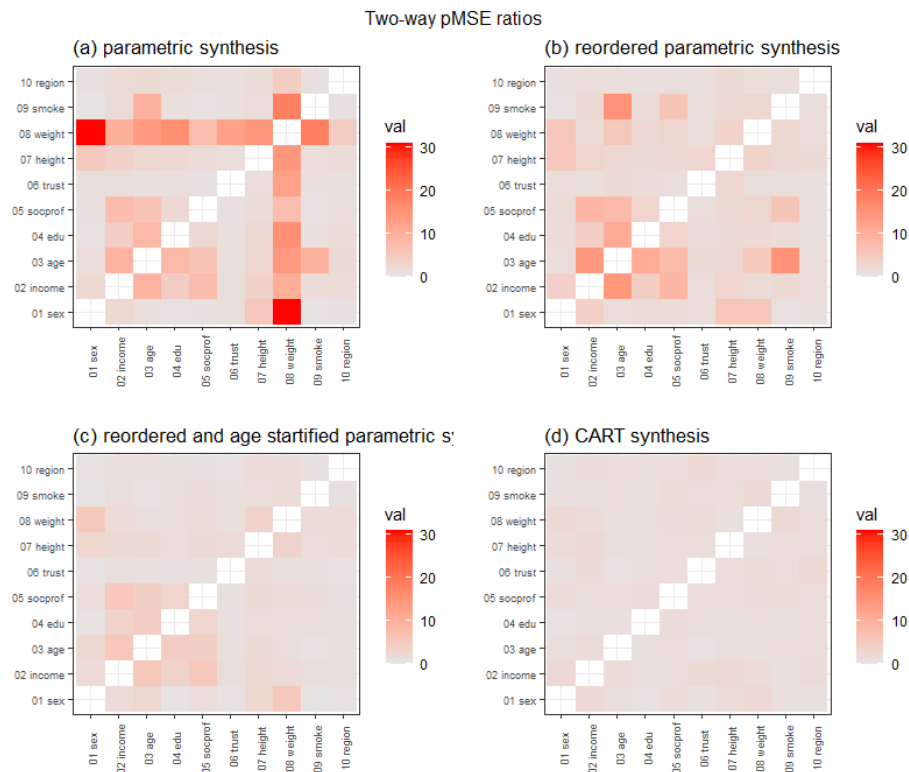 Two-way pMSE ratios
(a) parametric synthesis
10 region
09 smoke
08 weight
07 height
06 trust
05 socprof
04 edu
03 age
02 income
01 sex
01 sex
02 income
03 age
04 edu
05 socprof
06 trust
07 height
08 weight
09 smoke
10 region
val
30
20
10
0
(b) reordered parametric synthesis
10 region
09 smoke
08 weight
07 height
06 trust
05 socprof
04 edu
03 age
02 income
01 sex
01 sex
02 income
03 age
04 edu
05 socprof
06 trust
07 height
08 weight
09 smoke
10 region
val
30
20
10
0
(c) reordered and age startified parametric s
10 region
09 smoke
08 weight
07 height
06 trust
05 socprof
04 edu
03 age
02 income
01 sex
01 sex
02 income
03 age
04 edu
05 socprof
06 trust
07 height
08 weight
09 smoke
10 region
val
30
20
10
0
(d) CART synthesis
10 region
09 smoke
08 weight
07 height
06 trust
05 socprof
04 edu
03 age
02 income
01 sex
01 sex
02 income
03 age
04 edu
05 socprof
06 trust
07 height
08 weight
09 smoke
10 region
val
30
20
10
0